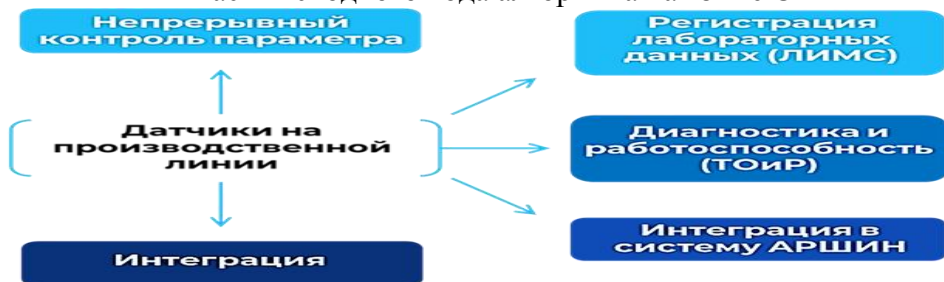 Непрерывный
контроль параметра
Датчики на
производственной
линии
Интеграция
Регистрация
лабораторных
данных (ЛИМС)
Диагностика и
работоспособность
(ТОиР)
Интеграция в
систему АРШИН